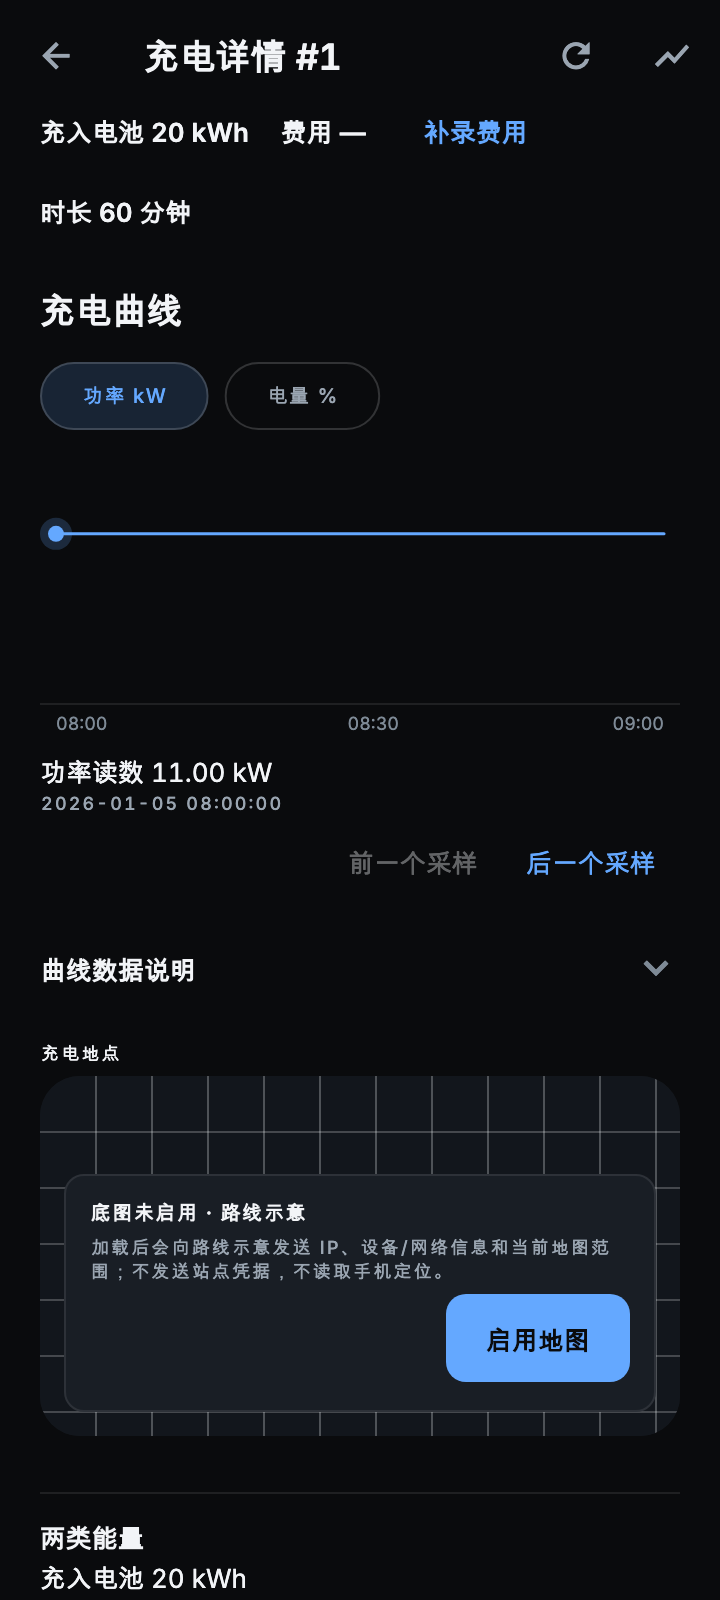 充电详情 #1
充入电池 20 kWh 费用 — 补录费用
时长 60 分钟
充电曲线
功率 kW 电量 %
08:00 08:30 09:00
功率读数 11.00 kW
2026-01-05 08:00:00
前一个采样 后一个采样
曲线数据说明
充电地点
底图未启用 · 路线示意
加载后会向路线示意发送 IP、设备/网络信息和当前地图范
围；不发送站点凭据，不读取手机定位。
启用地图
两类能量
充入电池 20 kWh